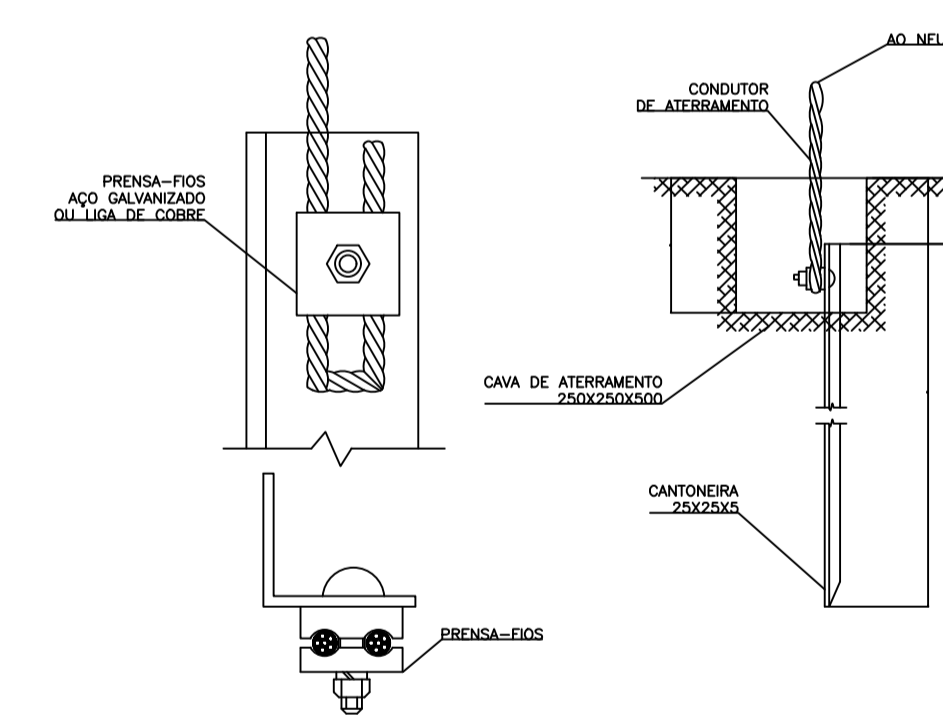 AO NEU
CONDUTOR
DE ATERRAMENTO
PRENSA-FIOS
AÇO GALVANIZADO
OU LIGA DE COBRE
CAVA DE ATERRAMENTO
250X250X500
CANTONEIRA
25X25X5
PRENSA-FIOS